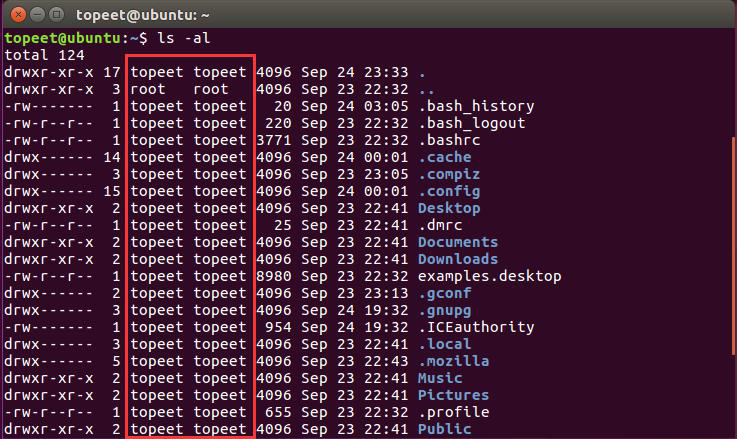 topeet@ubuntu: ~
topeet@ubuntu:~$ ls -al
total 124
drwxr-xr-x 17 topeet topeet 4096 Sep 24 23:33 .
drwxr-xr-x  3 root   root   4096 Sep 23 22:32 ..
-rw-------  1 topeet topeet   20 Sep 24 03:05 .bash_history
-rw-r--r--  1 topeet topeet  220 Sep 23 22:32 .bash_logout
-rw-r--r--  1 topeet topeet 3771 Sep 23 22:32 .bashrc
drwx------ 14 topeet topeet 4096 Sep 24 00:01 .cache
drwx------  3 topeet topeet 4096 Sep 23 23:05 .compiz
drwx------ 15 topeet topeet 4096 Sep 24 00:01 .config
drwxr-xr-x  2 topeet topeet 4096 Sep 23 22:41 Desktop
-rw-r--r--  1 topeet topeet   25 Sep 23 22:41 .dmrc
drwxr-xr-x  2 topeet topeet 4096 Sep 23 22:41 Documents
drwxr-xr-x  2 topeet topeet 4096 Sep 23 22:41 Downloads
-rw-r--r--  1 topeet topeet 8980 Sep 23 22:32 examples.desktop
drwx------  2 topeet topeet 4096 Sep 23 23:13 .gconf
drwx------  3 topeet topeet 4096 Sep 24 19:32 .gnupg
-rw-------  1 topeet topeet  954 Sep 24 19:32 .ICEauthority
drwx------  3 topeet topeet 4096 Sep 23 22:41 .local
drwx------  5 topeet topeet 4096 Sep 23 22:43 .mozilla
drwxr-xr-x  2 topeet topeet 4096 Sep 23 22:41 Music
drwxr-xr-x  2 topeet topeet 4096 Sep 23 22:41 Pictures
-rw-r--r--  1 topeet topeet  655 Sep 23 22:32 .profile
drwxr-xr-x  2 topeet topeet 4096 Sep 23 22:41 Public